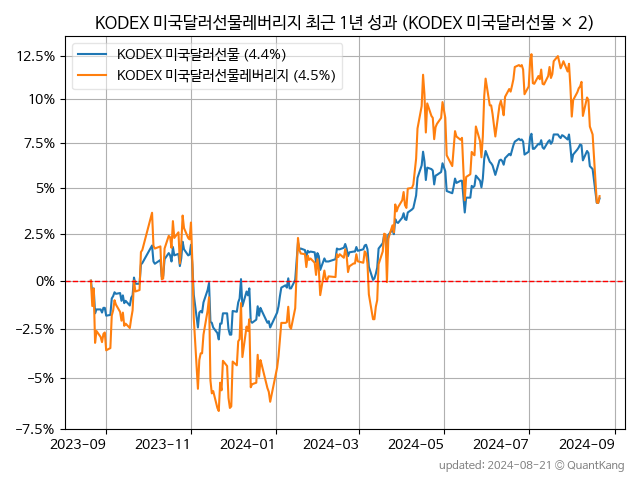 KODEX 미국달러선물레버리지 최근 1년 성과 (KODEX 미국달러선물 × 2)
KODEX 미국달러선물 (4.4%)
KODEX 미국달러선물레버리지 (4.5%)
12.5%
10%
7.5%
5%
2.5%
0%
−2.5%
−5%
−7.5%
2023-09 2023-11 2024-01 2024-03 2024-05 2024-07 2024-09
updated: 2024-08-21 © QuantKang